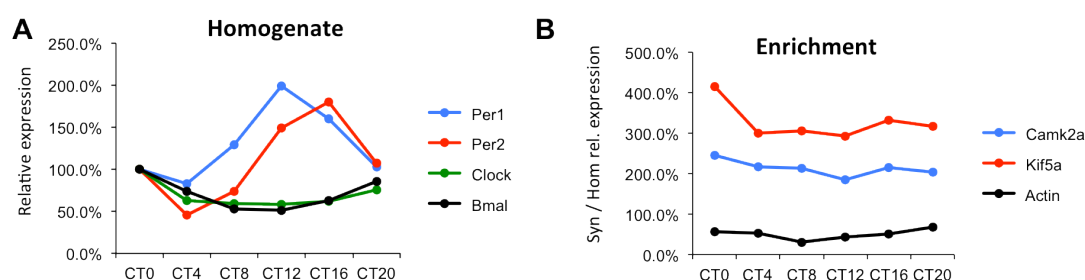 A
Homogenate
Relative expression
250.0%
200.0%
150.0%
100.0%
50.0%
0.0%
CT0 CT4 CT8 CT12 CT16 CT20
Per1
Per2
Clock
Bmal
B
Enrichment
Syn / Hom rel. expression
500.0%
400.0%
300.0%
200.0%
100.0%
0.0%
CT0 CT4 CT8 CT12 CT16 CT20
Camk2a
Kif5a
Actin